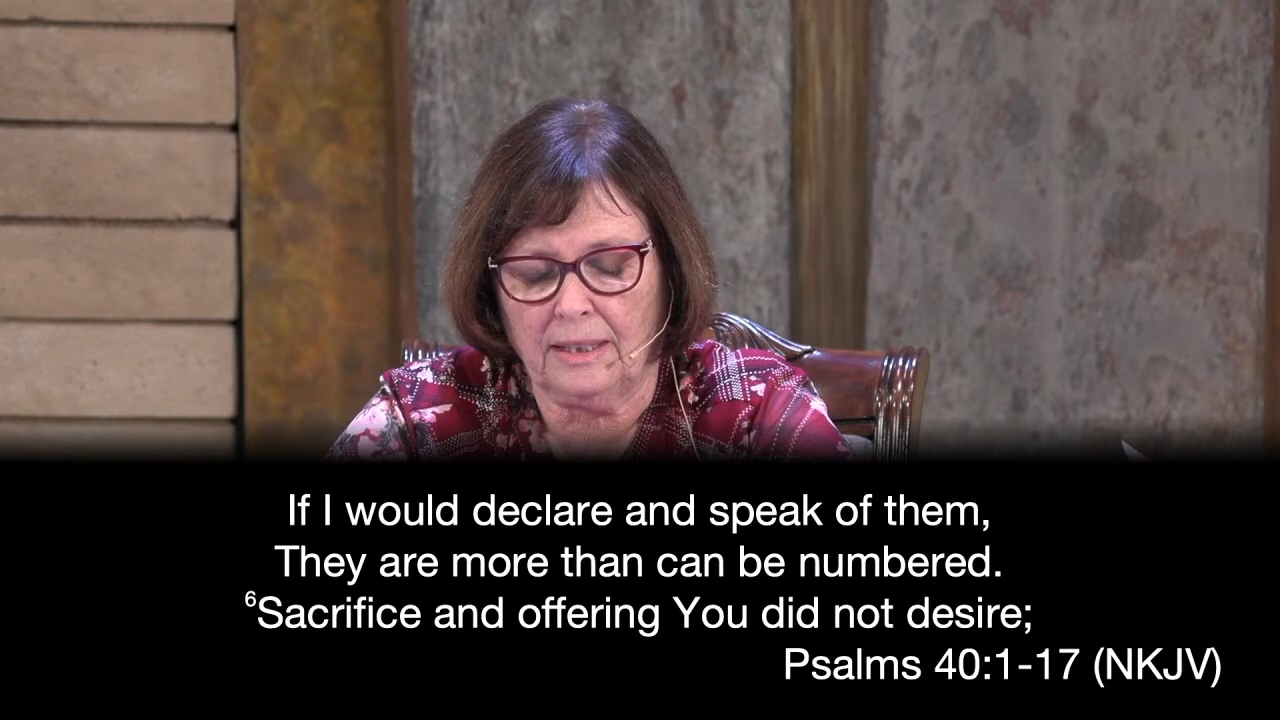 If I would declare and speak of them,
They are more than can be numbered.
⁶Sacrifice and offering You did not desire;
Psalms 40:1-17 (NKJV)